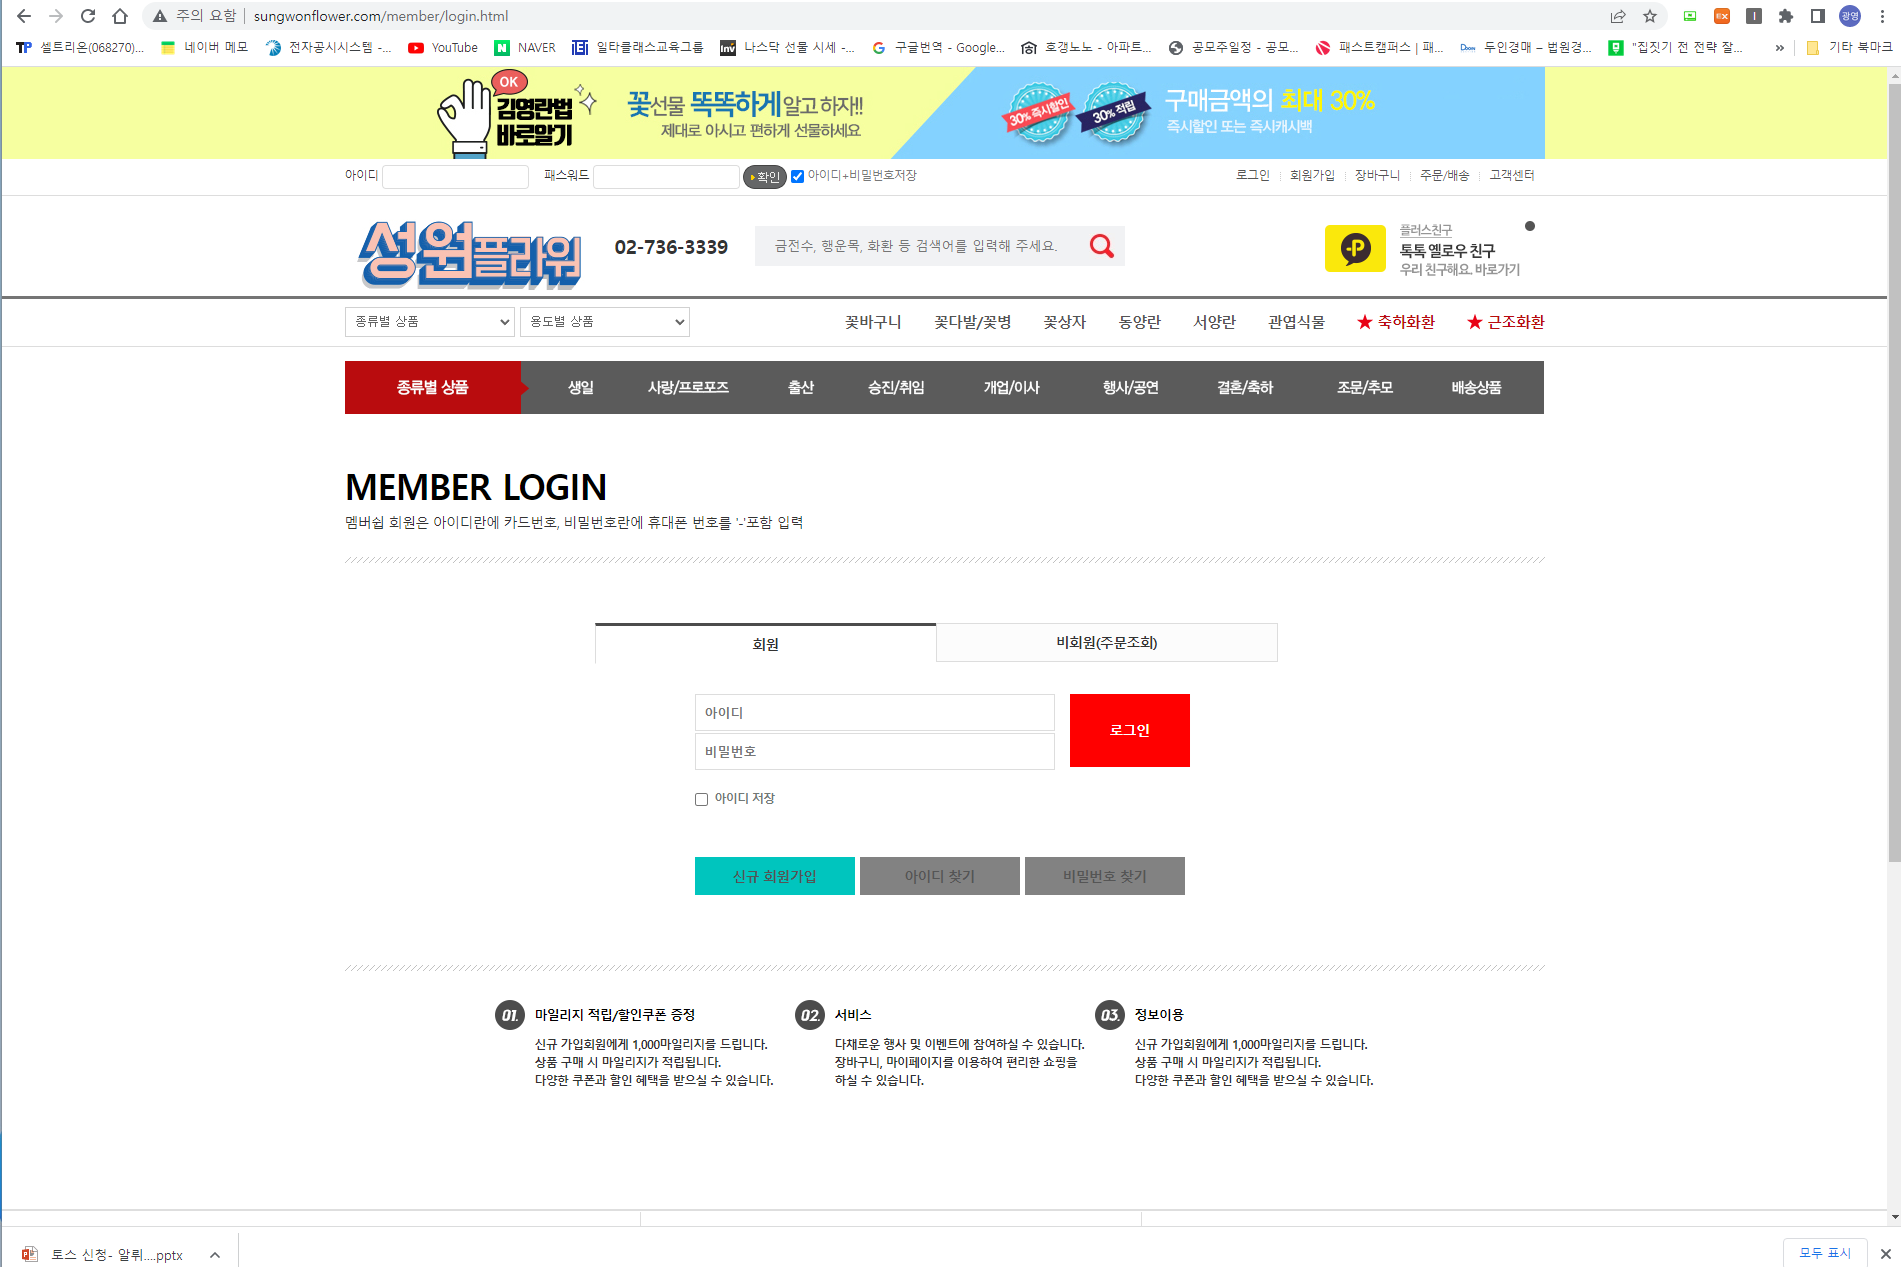 주의 요함 sungwonflower.com/member/login.html EX I 광영
TP 셀트리온(068270)... 네이버 메모 전자공시시스템 -... YouTube N NAVER IEI 일타클래스교육그룹 Inv 나스닥 선물 시세 -... G 구글번역 - Google... 호갱노노 - 아파트... 공모주일정 - 공모... 패스트캠퍼스 | 패... 두인경매 – 법원경... "집짓기 전 전략 잘... » 기타 북마크
OK
김영란법
바로알기
꽃선물 똑똑하게 알고 하자!!
제대로 아시고 편하게 선물하세요
30% 즉시할인
30% 적립
구매금액의 최대 30%
즉시할인 또는 즉시캐시백
아이디 패스워드 확인 아이디+비밀번호저장 로그인 회원가입 장바구니 주문/배송 고객센터
성원플라워 02-736-3339 금전수, 행운목, 화환 등 검색어를 입력해 주세요.
P
플러스친구
톡톡 옐로우 친구
우리 친구해요. 바로가기
종류별 상품 용도별 상품 꽃바구니 꽃다발/꽃병 꽃상자 동양란 서양란 관엽식물 ★ 축하화환 ★ 근조화환
종류별 상품 생일 사랑/프로포즈 출산 승진/취임 개업/이사 행사/공연 결혼/축하 조문/추모 배송상품
MEMBER LOGIN
멤버쉽 회원은 아이디란에 카드번호, 비밀번호란에 휴대폰 번호를 '-'포함 입력
회원 비회원(주문조회)
아이디
비밀번호
로그인
아이디 저장
신규 회원가입 아이디 찾기 비밀번호 찾기
01. 마일리지 적립/할인쿠폰 증정
신규 가입회원에게 1,000마일리지를 드립니다.
상품 구매 시 마일리지가 적립됩니다.
다양한 쿠폰과 할인 혜택을 받으실 수 있습니다.
02. 서비스
다채로운 행사 및 이벤트에 참여하실 수 있습니다.
장바구니, 마이페이지를 이용하여 편리한 쇼핑을
하실 수 있습니다.
03. 정보이용
신규 가입회원에게 1,000마일리지를 드립니다.
상품 구매 시 마일리지가 적립됩니다.
다양한 쿠폰과 할인 혜택을 받으실 수 있습니다.
토스 신청- 알뤼....pptx 모두 표시